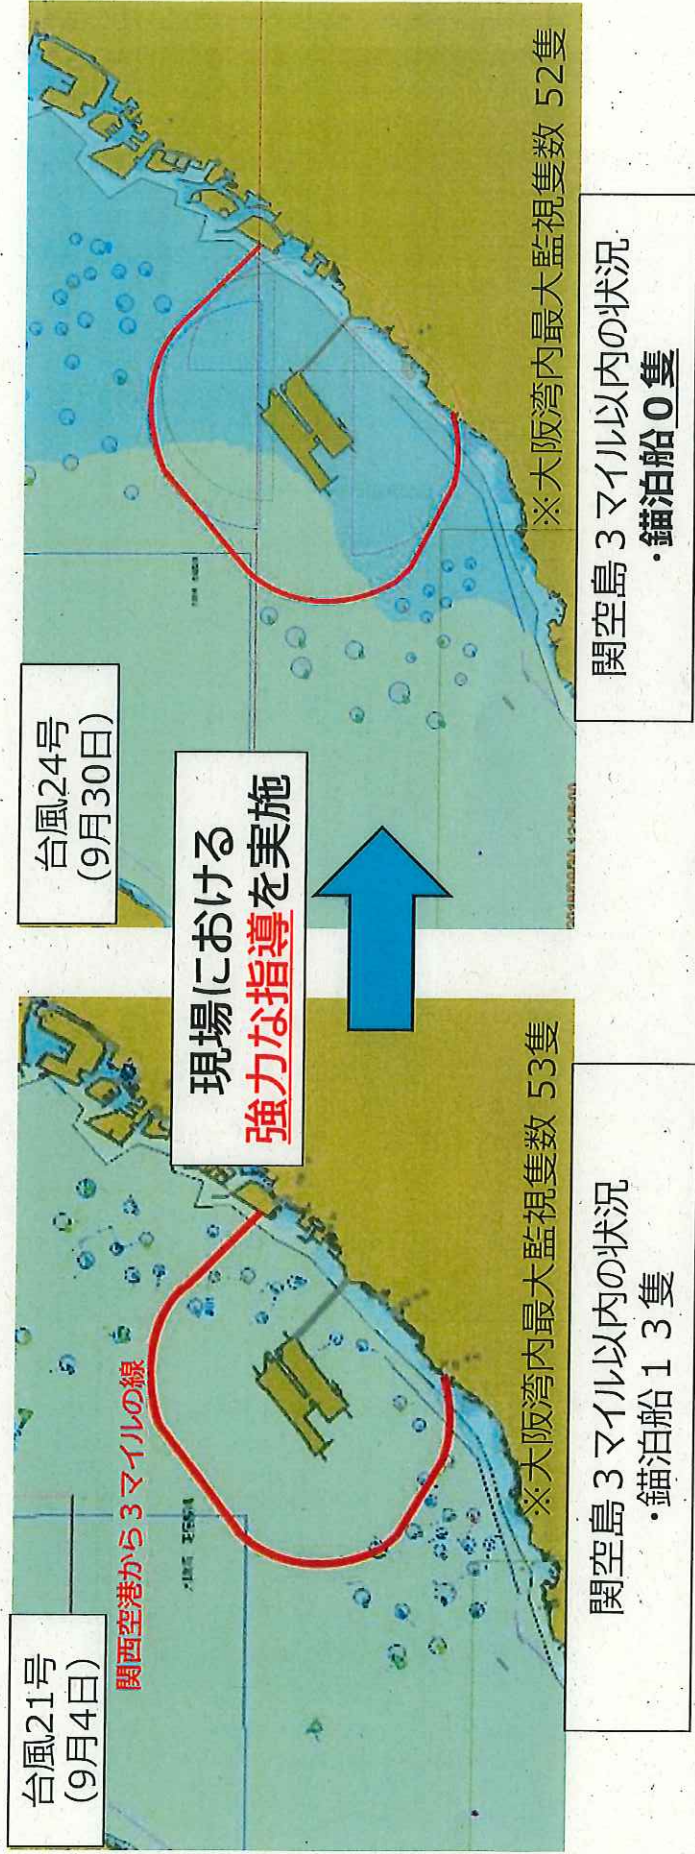 台風21号
(9月4日)
関西空港から3マイルの線
※大阪湾内最大監視隻数 53隻
関空島3マイル以内の状況
・錨泊船13隻
現場における
強力な指導を実施
台風24号
(9月30日)
※大阪湾内最大監視隻数 52隻
関空島3マイル以内の状況
・錨泊船0隻